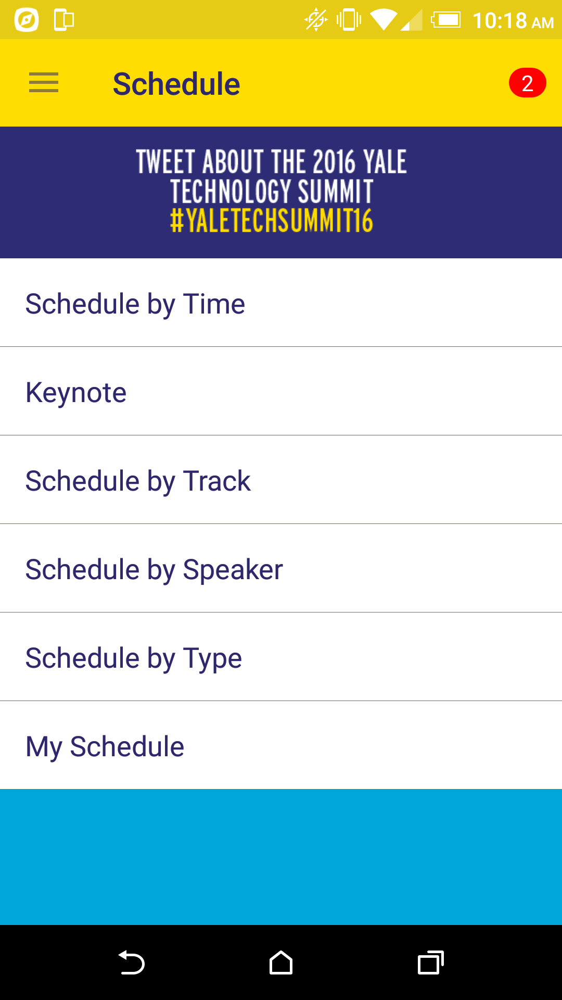 10:18 AM
Schedule
2
TWEET ABOUT THE 2016 YALE
TECHNOLOGY SUMMIT
#YALETECHSUMMIT16
Schedule by Time
Keynote
Schedule by Track
Schedule by Speaker
Schedule by Type
My Schedule